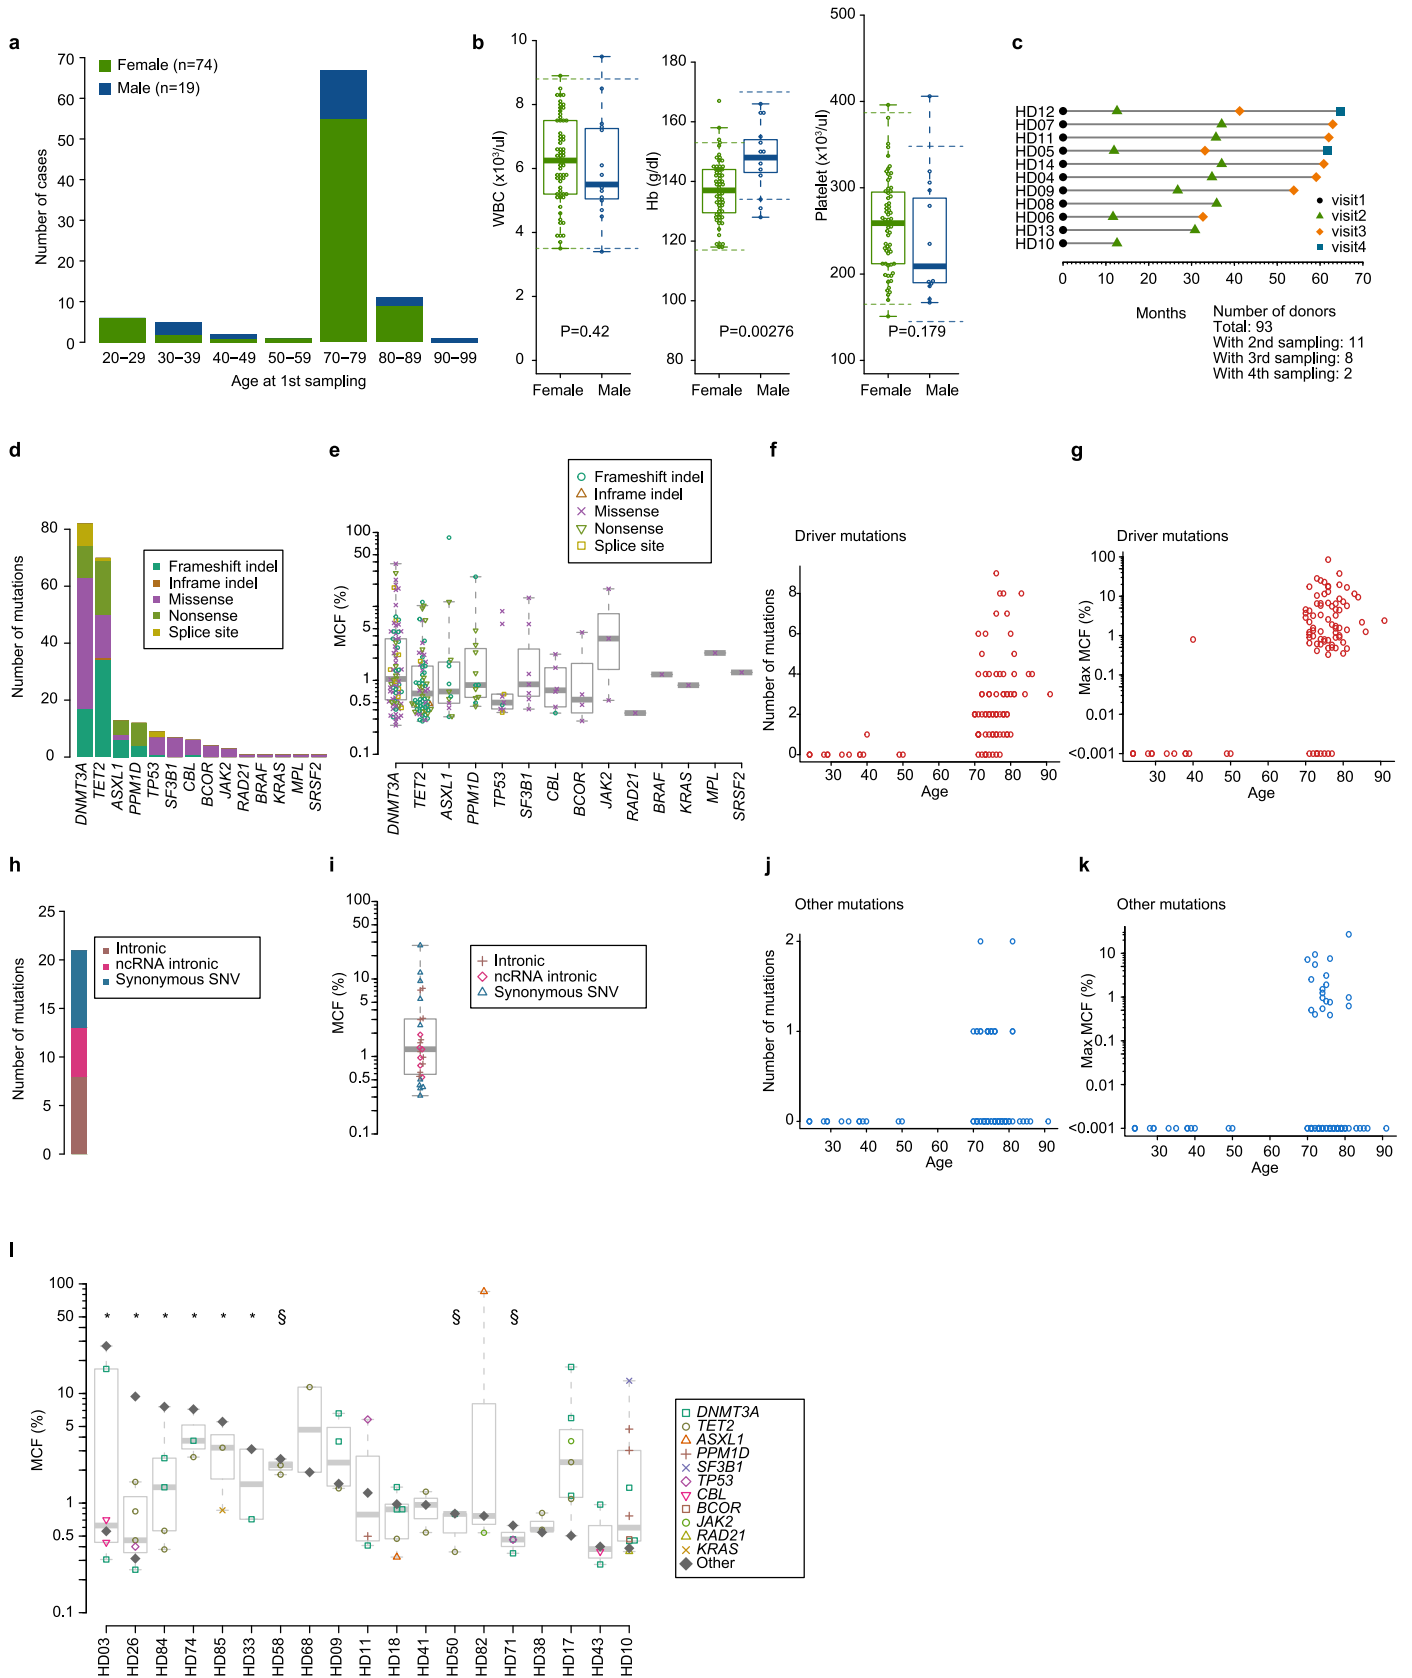 a
70
60
50
40
30
20
10
0
Number of cases
Female (n=74)
Male (n=19)
20–29 30–39 40–49 50–59 70–79 80–89 90–99
Age at 1st sampling
b
10
8
6
4
2
0
WBC (x10³/ul)
P=0.42
Female Male
180
160
140
120
100
80
Hb (g/dl)
P=0.00276
Female Male
500
400
300
200
100
Platelet (x10³/ul)
P=0.179
Female Male
c
HD12
HD07
HD11
HD05
HD14
HD04
HD09
HD08
HD06
HD13
HD10
visit1
visit2
visit3
visit4
0 10 20 30 40 50 60 70
Months
Number of donors
Total: 93
With 2nd sampling: 11
With 3rd sampling: 8
With 4th sampling: 2
d
80
60
40
20
0
Number of mutations
Frameshift indel
Inframe indel
Missense
Nonsense
Splice site
DNMT3A TET2 ASXL1 PPM1D TP53 SF3B1 CBL BCOR JAK2 RAD21 BRAF KRAS MPL SRSF2
e
Frameshift indel
Inframe indel
Missense
Nonsense
Splice site
100
50
10
5
1
0.5
0.1
MCF (%)
DNMT3A TET2 ASXL1 PPM1D TP53 SF3B1 CBL BCOR JAK2 RAD21 BRAF KRAS MPL SRSF2
f
Driver mutations
8
6
4
2
0
Number of mutations
30 40 50 60 70 80 90
Age
g
Driver mutations
100
10
1
0.1
0.01
<0.001
Max MCF (%)
30 40 50 60 70 80 90
Age
h
25
20
15
10
5
0
Number of mutations
Intronic
ncRNA intronic
Synonymous SNV
i
100
50
10
5
1
0.5
0.1
MCF (%)
Intronic
ncRNA intronic
Synonymous SNV
j
Other mutations
2
1
0
Number of mutations
30 40 50 60 70 80 90
Age
k
Other mutations
10
1
0.1
0.01
<0.001
Max MCF (%)
30 40 50 60 70 80 90
Age
l
100
50
10
5
1
0.5
0.1
MCF (%)
* * * * * * § § §
HD03 HD26 HD84 HD74 HD85 HD33 HD58 HD68 HD09 HD11 HD18 HD41 HD50 HD82 HD71 HD38 HD17 HD43 HD10
DNMT3A
TET2
ASXL1
PPM1D
SF3B1
TP53
CBL
BCOR
JAK2
RAD21
KRAS
Other